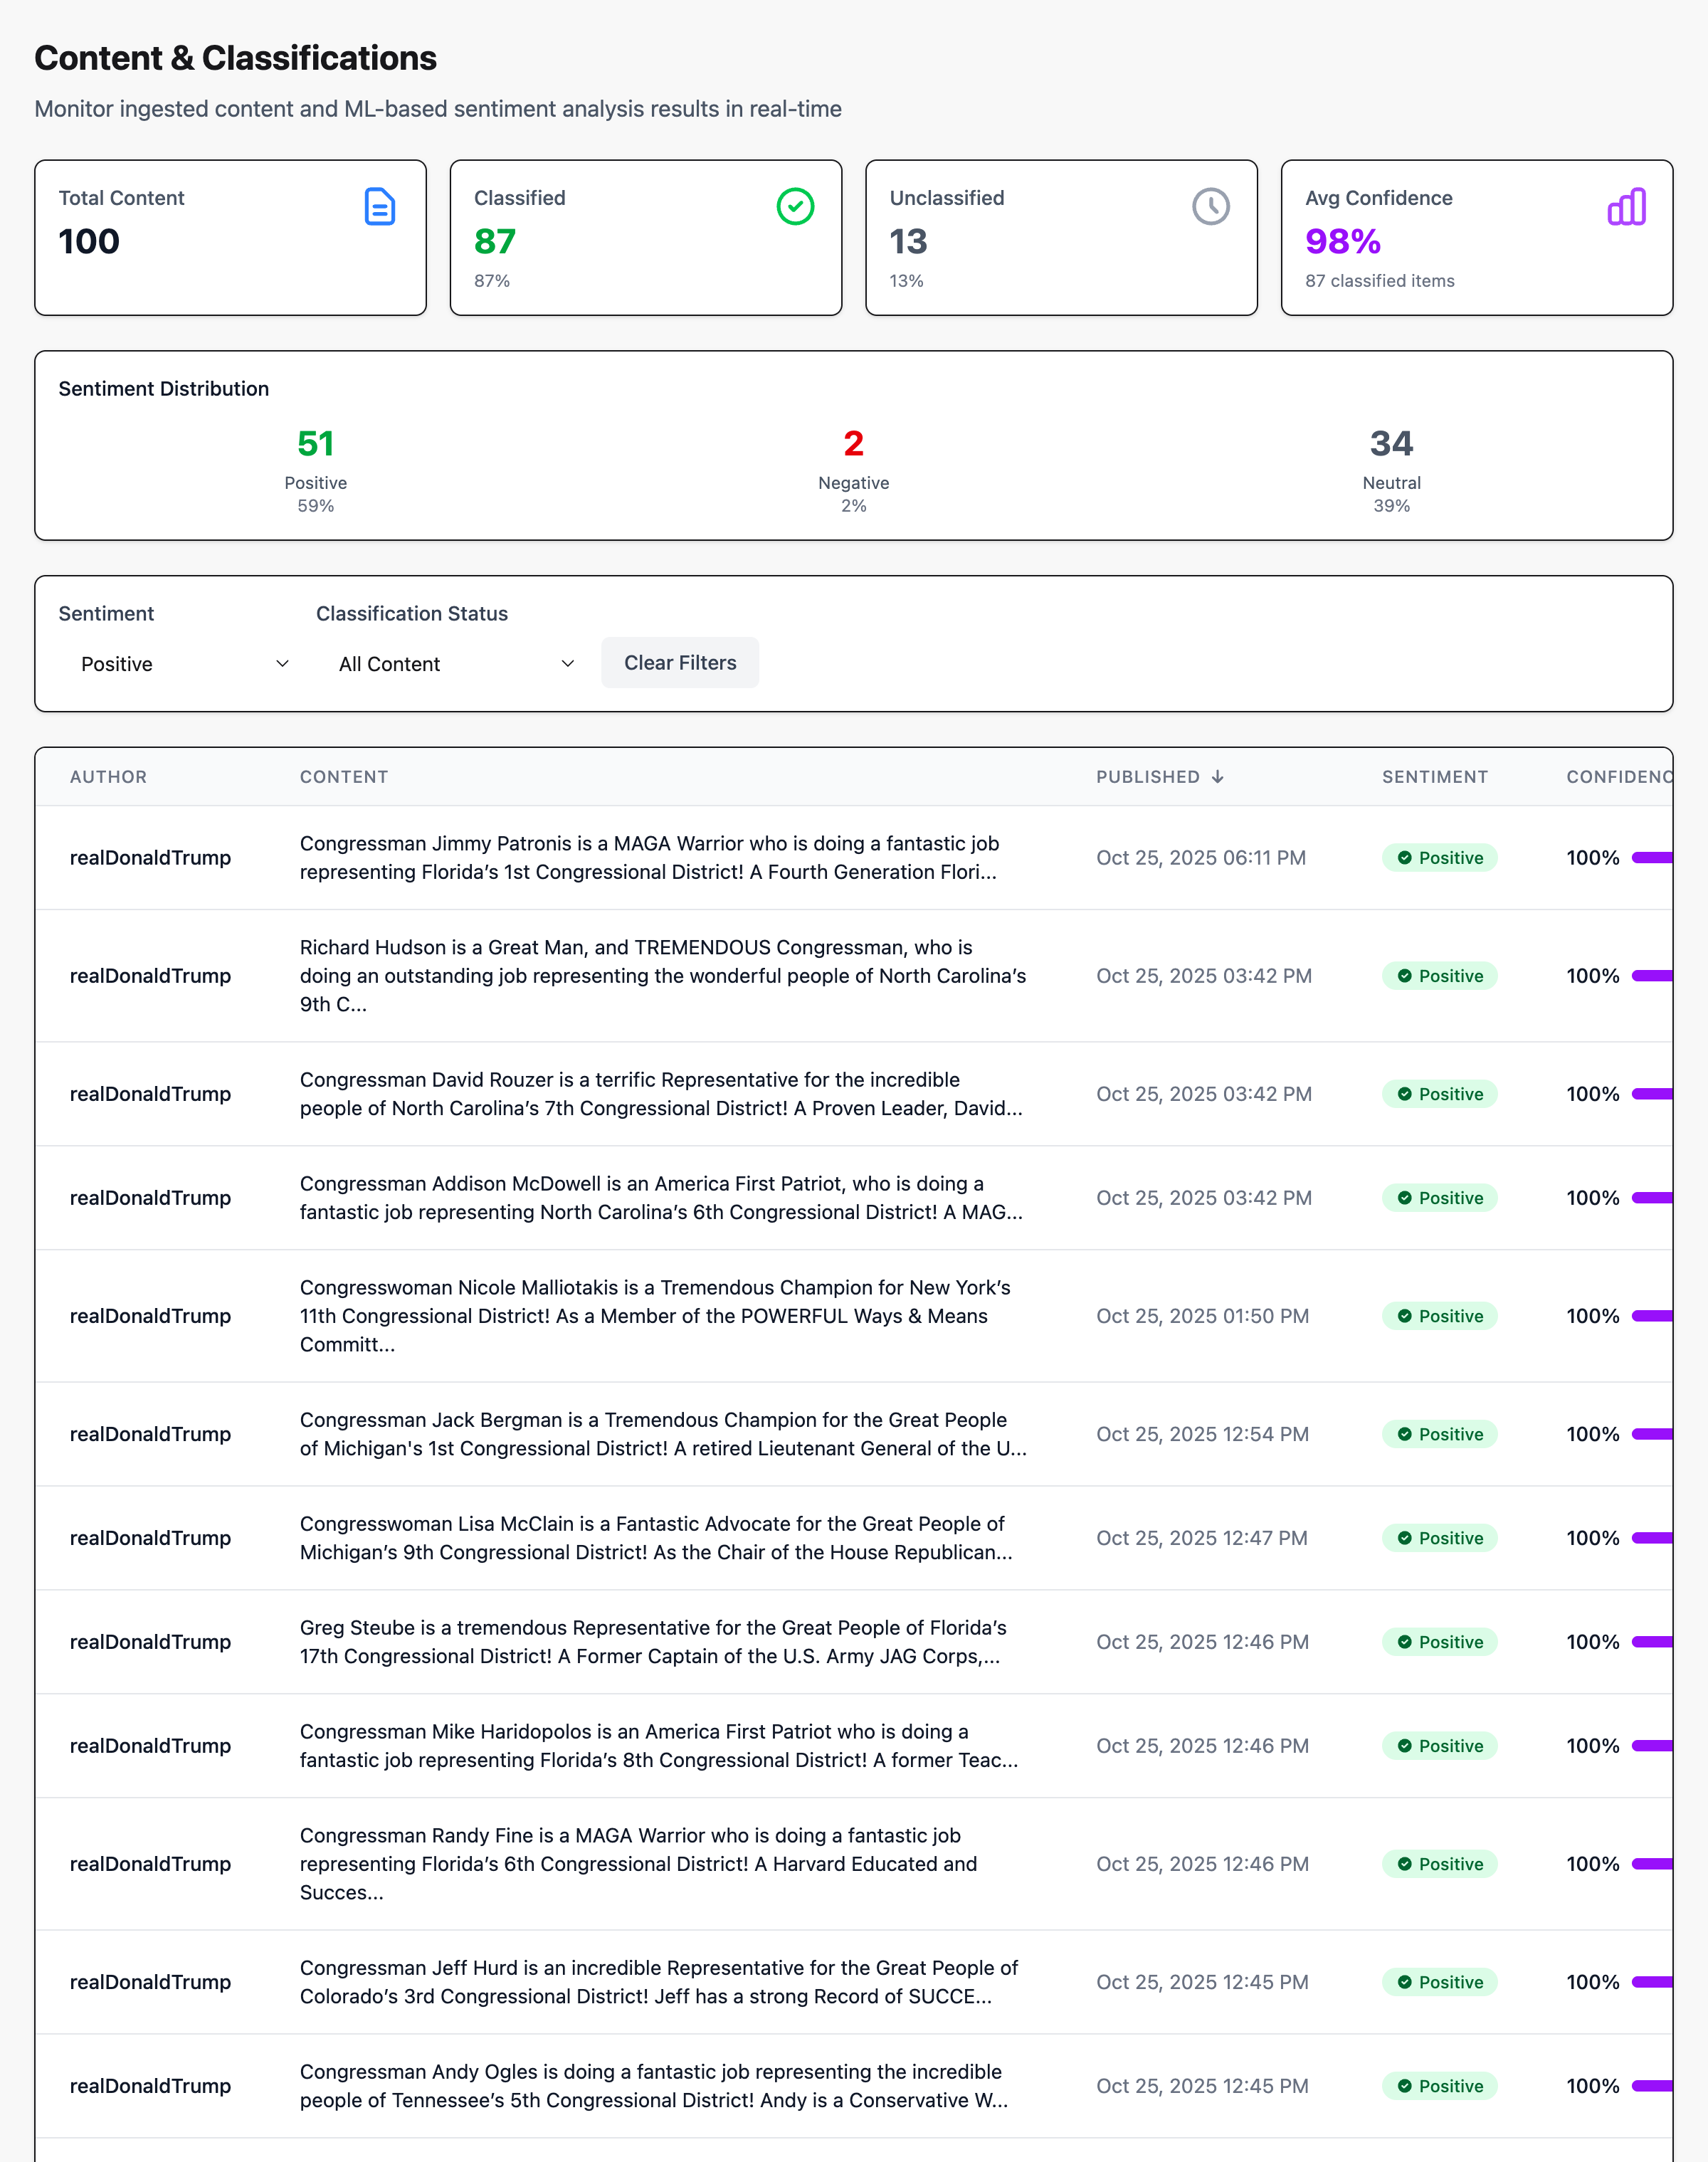 Content & Classifications
Monitor ingested content and ML-based sentiment analysis results in real-time
Total Content
100
Classified
87
87%
Unclassified
13
13%
Avg Confidence
98%
87 classified items
Sentiment Distribution
51
Positive
59%
2
Negative
2%
34
Neutral
39%
Sentiment
Positive
Classification Status
All Content
Clear Filters
AUTHOR CONTENT PUBLISHED ↓ SENTIMENT CONFIDENC
realDonaldTrump
Congressman Jimmy Patronis is a MAGA Warrior who is doing a fantastic job
representing Florida’s 1st Congressional District! A Fourth Generation Flori...
Oct 25, 2025 06:11 PM
Positive
100%
realDonaldTrump
Richard Hudson is a Great Man, and TREMENDOUS Congressman, who is
doing an outstanding job representing the wonderful people of North Carolina’s
9th C...
Oct 25, 2025 03:42 PM
Positive
100%
realDonaldTrump
Congressman David Rouzer is a terrific Representative for the incredible
people of North Carolina’s 7th Congressional District! A Proven Leader, David...
Oct 25, 2025 03:42 PM
Positive
100%
realDonaldTrump
Congressman Addison McDowell is an America First Patriot, who is doing a
fantastic job representing North Carolina’s 6th Congressional District! A MAG...
Oct 25, 2025 03:42 PM
Positive
100%
realDonaldTrump
Congresswoman Nicole Malliotakis is a Tremendous Champion for New York’s
11th Congressional District! As a Member of the POWERFUL Ways & Means
Committ...
Oct 25, 2025 01:50 PM
Positive
100%
realDonaldTrump
Congressman Jack Bergman is a Tremendous Champion for the Great People
of Michigan's 1st Congressional District! A retired Lieutenant General of the U...
Oct 25, 2025 12:54 PM
Positive
100%
realDonaldTrump
Congresswoman Lisa McClain is a Fantastic Advocate for the Great People of
Michigan’s 9th Congressional District! As the Chair of the House Republican...
Oct 25, 2025 12:47 PM
Positive
100%
realDonaldTrump
Greg Steube is a tremendous Representative for the Great People of Florida’s
17th Congressional District! A Former Captain of the U.S. Army JAG Corps,...
Oct 25, 2025 12:46 PM
Positive
100%
realDonaldTrump
Congressman Mike Haridopolos is an America First Patriot who is doing a
fantastic job representing Florida’s 8th Congressional District! A former Teac...
Oct 25, 2025 12:46 PM
Positive
100%
realDonaldTrump
Congressman Randy Fine is a MAGA Warrior who is doing a fantastic job
representing Florida’s 6th Congressional District! A Harvard Educated and
Succes...
Oct 25, 2025 12:46 PM
Positive
100%
realDonaldTrump
Congressman Jeff Hurd is an incredible Representative for the Great People of
Colorado’s 3rd Congressional District! Jeff has a strong Record of SUCCE...
Oct 25, 2025 12:45 PM
Positive
100%
realDonaldTrump
Congressman Andy Ogles is doing a fantastic job representing the incredible
people of Tennessee’s 5th Congressional District! Andy is a Conservative W...
Oct 25, 2025 12:45 PM
Positive
100%